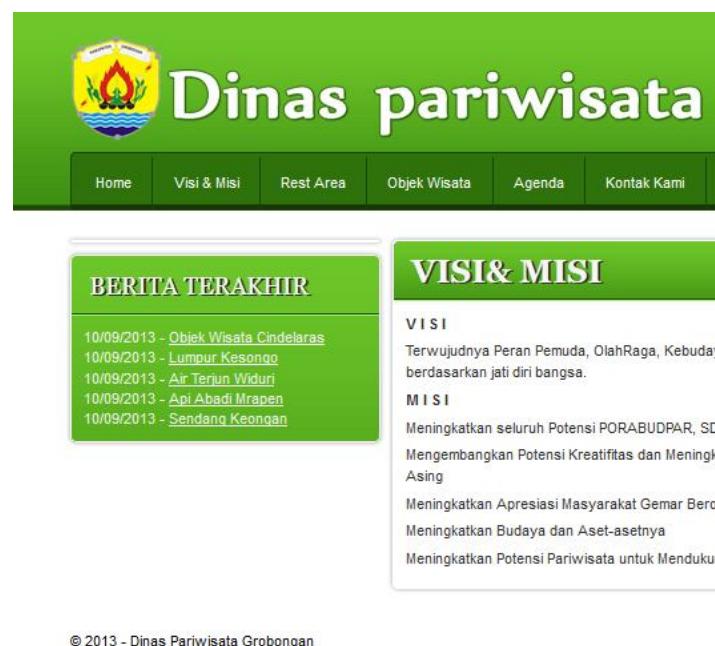 Dinas pariwisata
Home Visi & Misi Rest Area Objek Wisata Agenda Kontak Kami
BERITA TERAKHIR
10/09/2013 - Objek Wisata Cindelaras
10/09/2013 - Lumpur Kesongo
10/09/2013 - Air Terjun Widuri
10/09/2013 - Api Abadi Mrapen
10/09/2013 - Sendang Keongan
VISI& MISI
V I S I
Terwujudnya Peran Pemuda, OlahRaga, Kebuday
berdasarkan jati diri bangsa.
M I S I
Meningkatkan seluruh Potensi PORABUDPAR, SD
Mengembangkan Potensi Kreatifitas dan Meningk
Asing
Meningkatkan Apresiasi Masyarakat Gemar Berd
Meningkatkan Budaya dan Aset-asetnya
Meningkatkan Potensi Pariwisata untuk Menduku
© 2013 - Dinas Pariwisata Grobongan